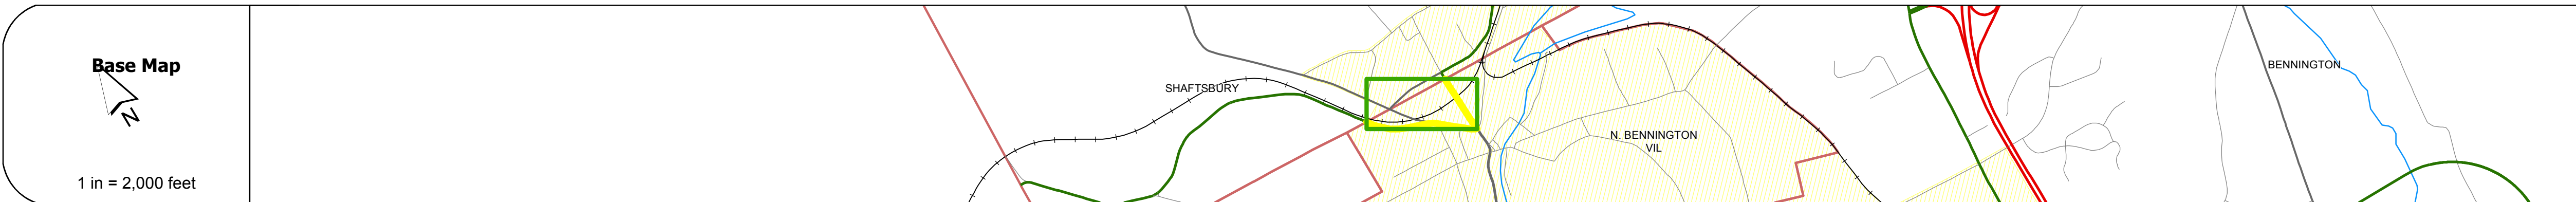 Base Map
N
1 in = 2,000 feet
SHAFTSBURY
N. BENNINGTON
VIL
BENNINGTON